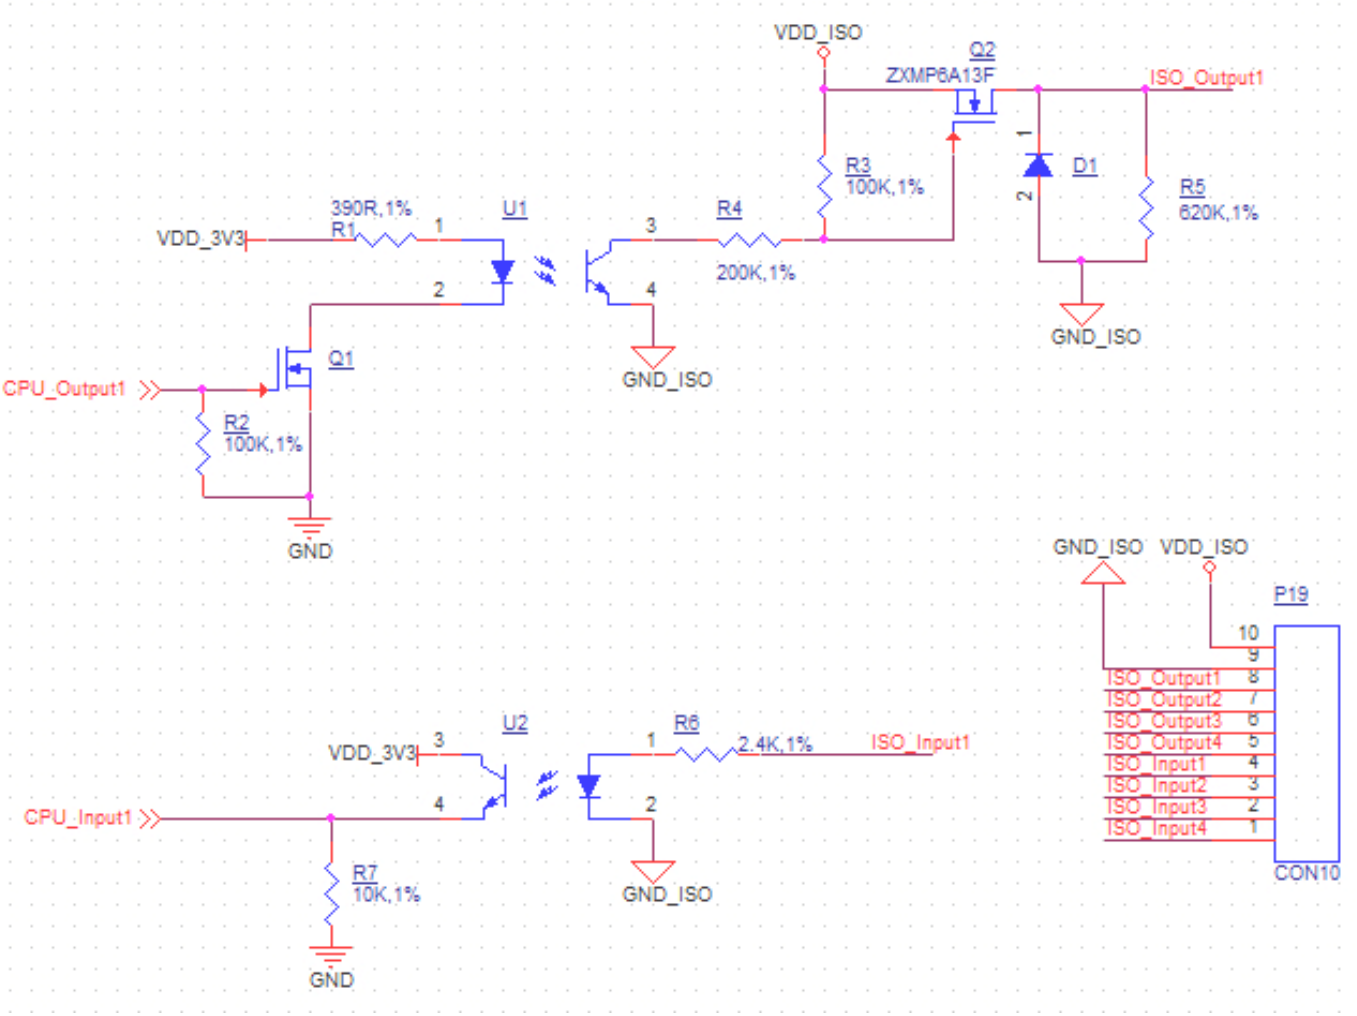 VDD_ISO
Q2
ZXMP6A13F
ISO_Output1
1
R3
100K,1%
D1
2
R5
620K,1%
390R,1%
R1
VDD_3V3
1
U1
3
R4
200K,1%
2
4
GND_ISO
GND_ISO
CPU_Output1
Q1
R2
100K,1%
GND
GND_ISO
VDD_ISO
P19
10
9
ISO_Output1 8
ISO_Output2 7
ISO_Output3 6
ISO_Output4 5
ISO_Input1 4
ISO_Input2 3
ISO_Input3 2
ISO_Input4 1
CON10
U2
VDD_3V3
3
1
R6
2.4K,1%
ISO_Input1
CPU_Input1
4
2
R7
10K,1%
GND_ISO
GND